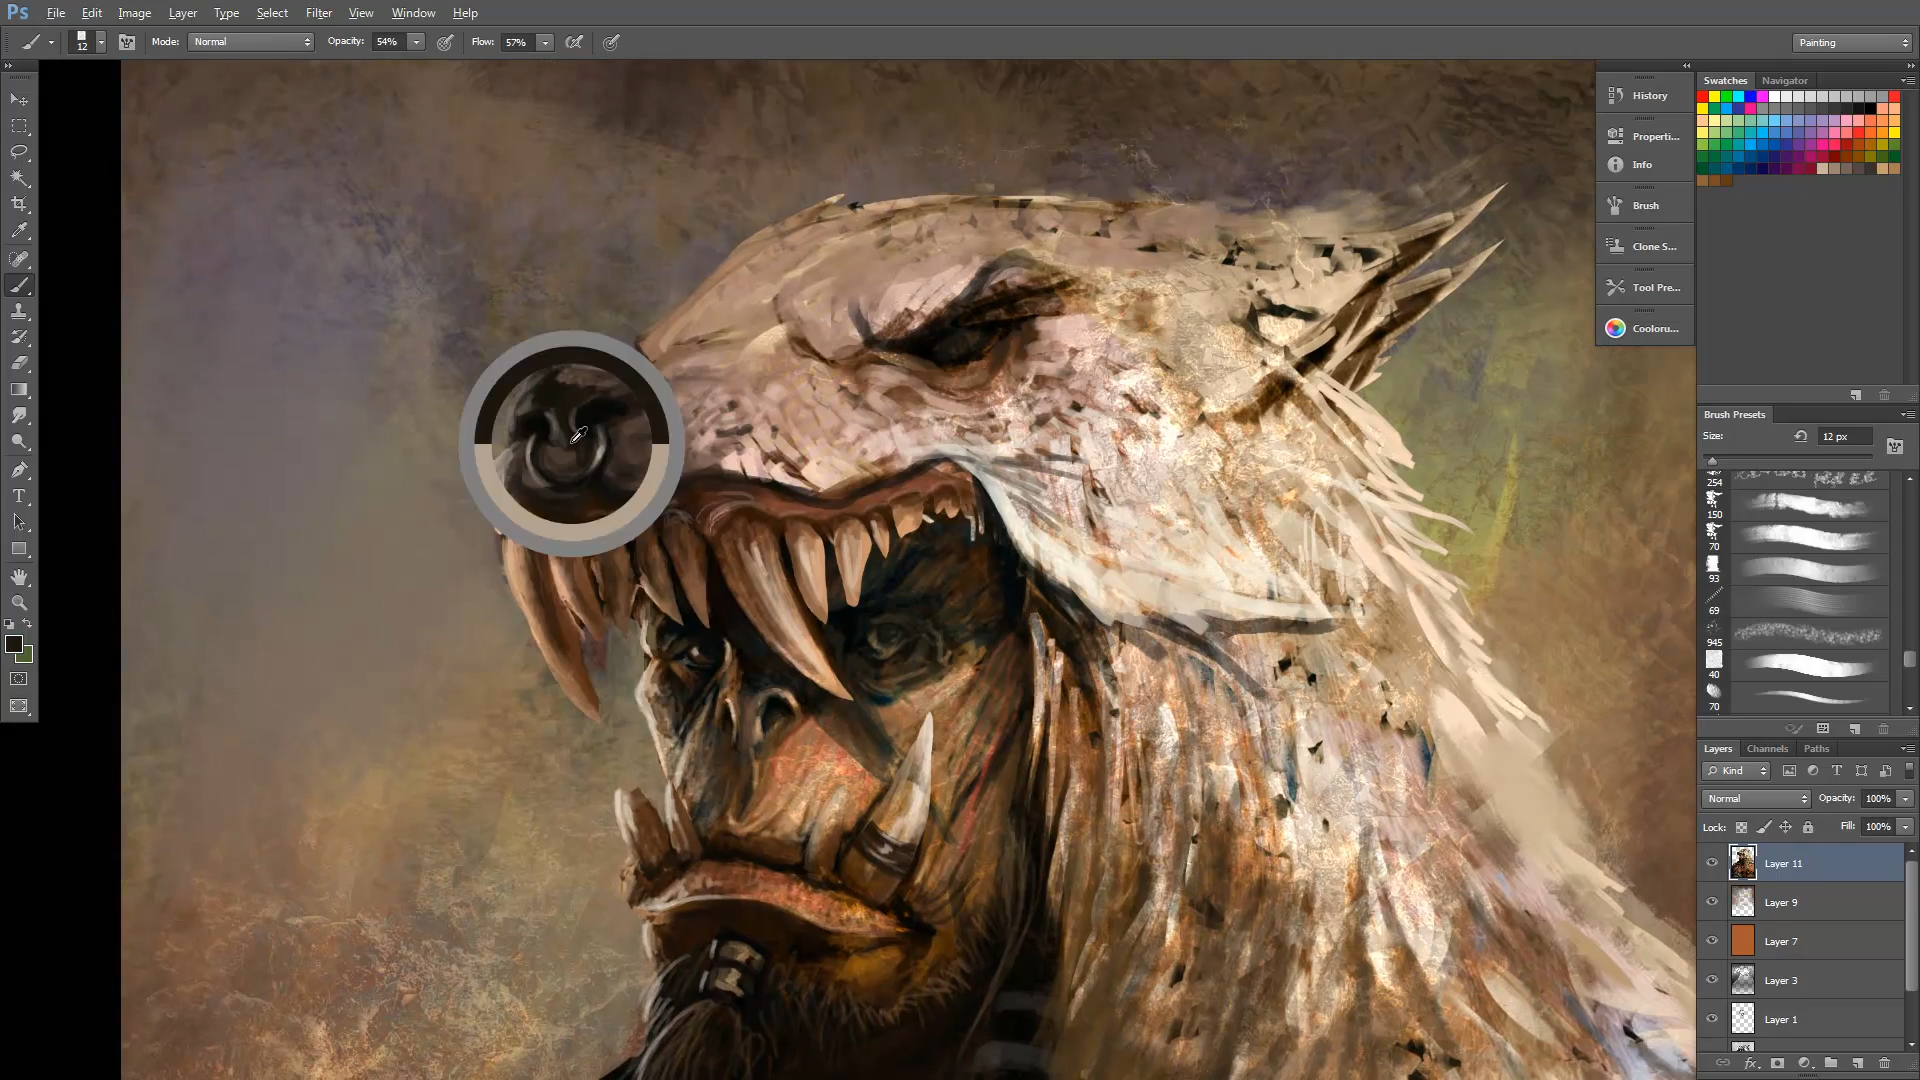 Ps File Edit Image Layer Type Select Filter View Window Help
12 Mode: Normal Opacity: 54% Flow: 57% Painting
History
Properti...
Info
Brush
Clone S...
Tool Pre...
Cooloru...
Swatches Navigator
Brush Presets
Size: 12 px
254
150
70
93
69
945
40
70
Layers Channels Paths
Kind
Normal Opacity: 100%
Lock: Fill: 100%
Layer 11
Layer 9
Layer 7
Layer 3
Layer 1